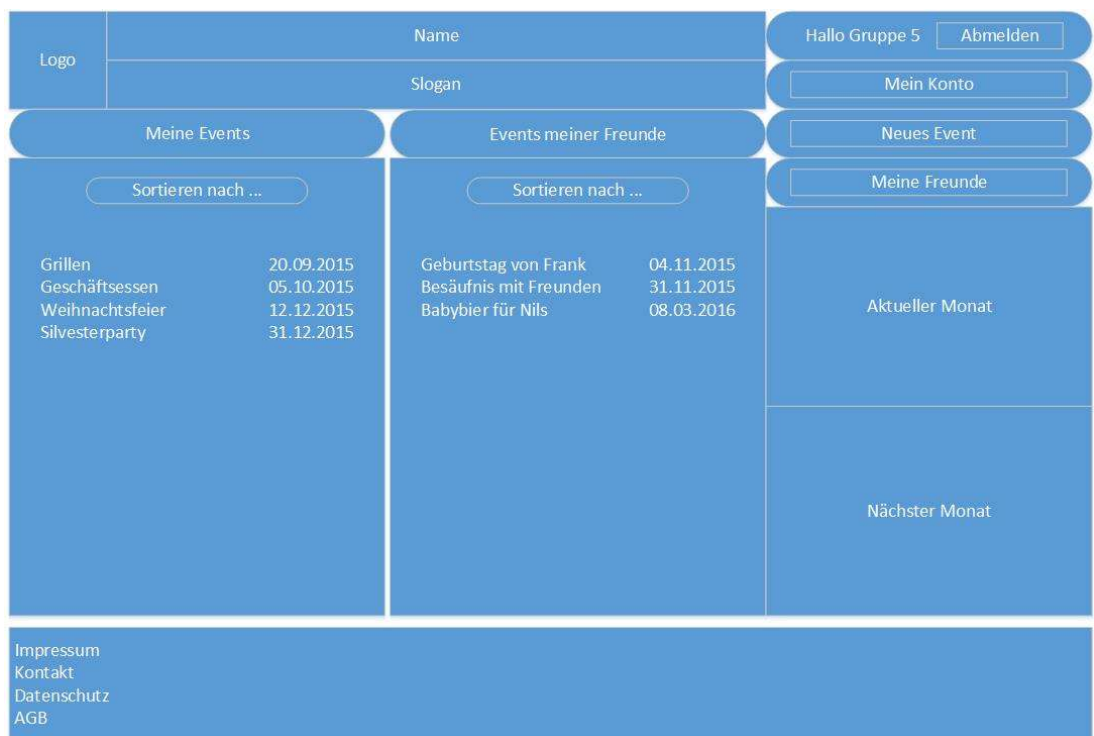 Logo
Name
Slogan
Hallo Gruppe 5 Abmelden
Mein Konto
Neues Event
Meine Freunde
Meine Events
Sortieren nach ...
Grillen 20.09.2015
Geschäftsessen 05.10.2015
Weihnachtsfeier 12.12.2015
Silvesterparty 31.12.2015
Events meiner Freunde
Sortieren nach ...
Geburtstag von Frank 04.11.2015
Besäufnis mit Freunden 31.11.2015
Babybier für Nils 08.03.2016
Aktueller Monat
Nächster Monat
Impressum
Kontakt
Datenschutz
AGB